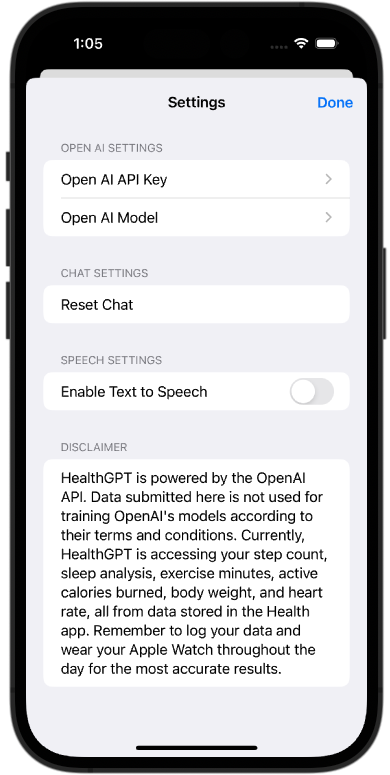 1:05
Settings
Done
OPEN AI SETTINGS
Open AI API Key
Open AI Model
CHAT SETTINGS
Reset Chat
SPEECH SETTINGS
Enable Text to Speech
DISCLAIMER
HealthGPT is powered by the OpenAI
API. Data submitted here is not used for
training OpenAI's models according to
their terms and conditions. Currently,
HealthGPT is accessing your step count,
sleep analysis, exercise minutes, active
calories burned, body weight, and heart
rate, all from data stored in the Health
app. Remember to log your data and
wear your Apple Watch throughout the
day for the most accurate results.